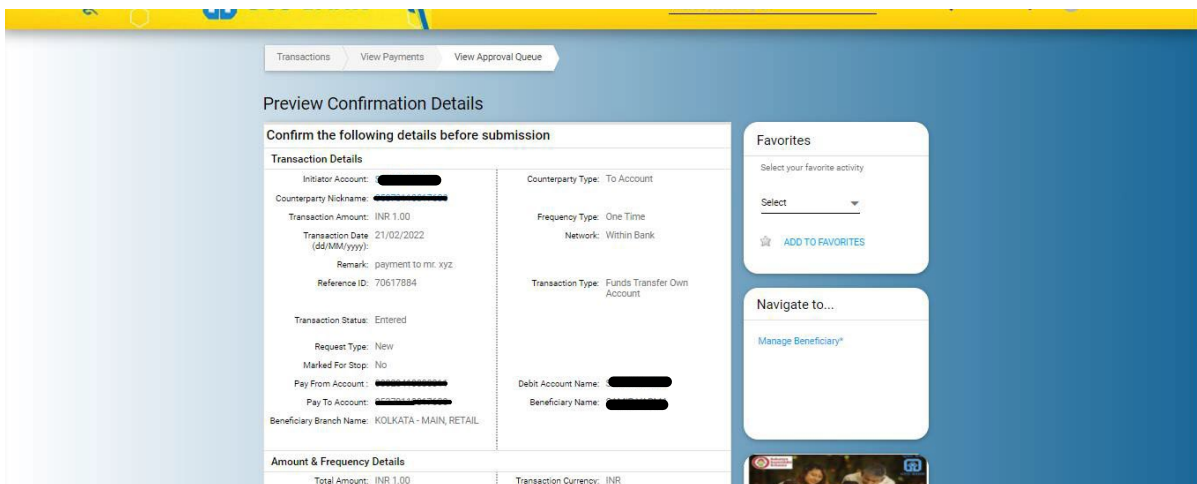 Transactions
View Payments
View Approval Queue
Preview Confirmation Details
Confirm the following details before submission
Transaction Details
Initiator Account:
Counterparty Type: To Account
Counterparty Nickname:
Transaction Amount: INR 1.00
Frequency Type: One Time
Transaction Date (dd/MM/yyyy): 21/02/2022
Network: Within Bank
Remark: payment to mr. xyz
Reference ID: 70617884
Transaction Type: Funds Transfer Own
Account
Transaction Status: Entered
Request Type: New
Marked For Stop: No
Pay From Account :
Debit Account Name:
Pay To Account:
Beneficiary Name:
Beneficiary Branch Name: KOLKATA - MAIN, RETAIL
Amount & Frequency Details
Total Amount: INR 1.00
Transaction Currency: INR
Favorites
Select your favorite activity
Select
ADD TO FAVORITES
Navigate to...
Manage Beneficiary*